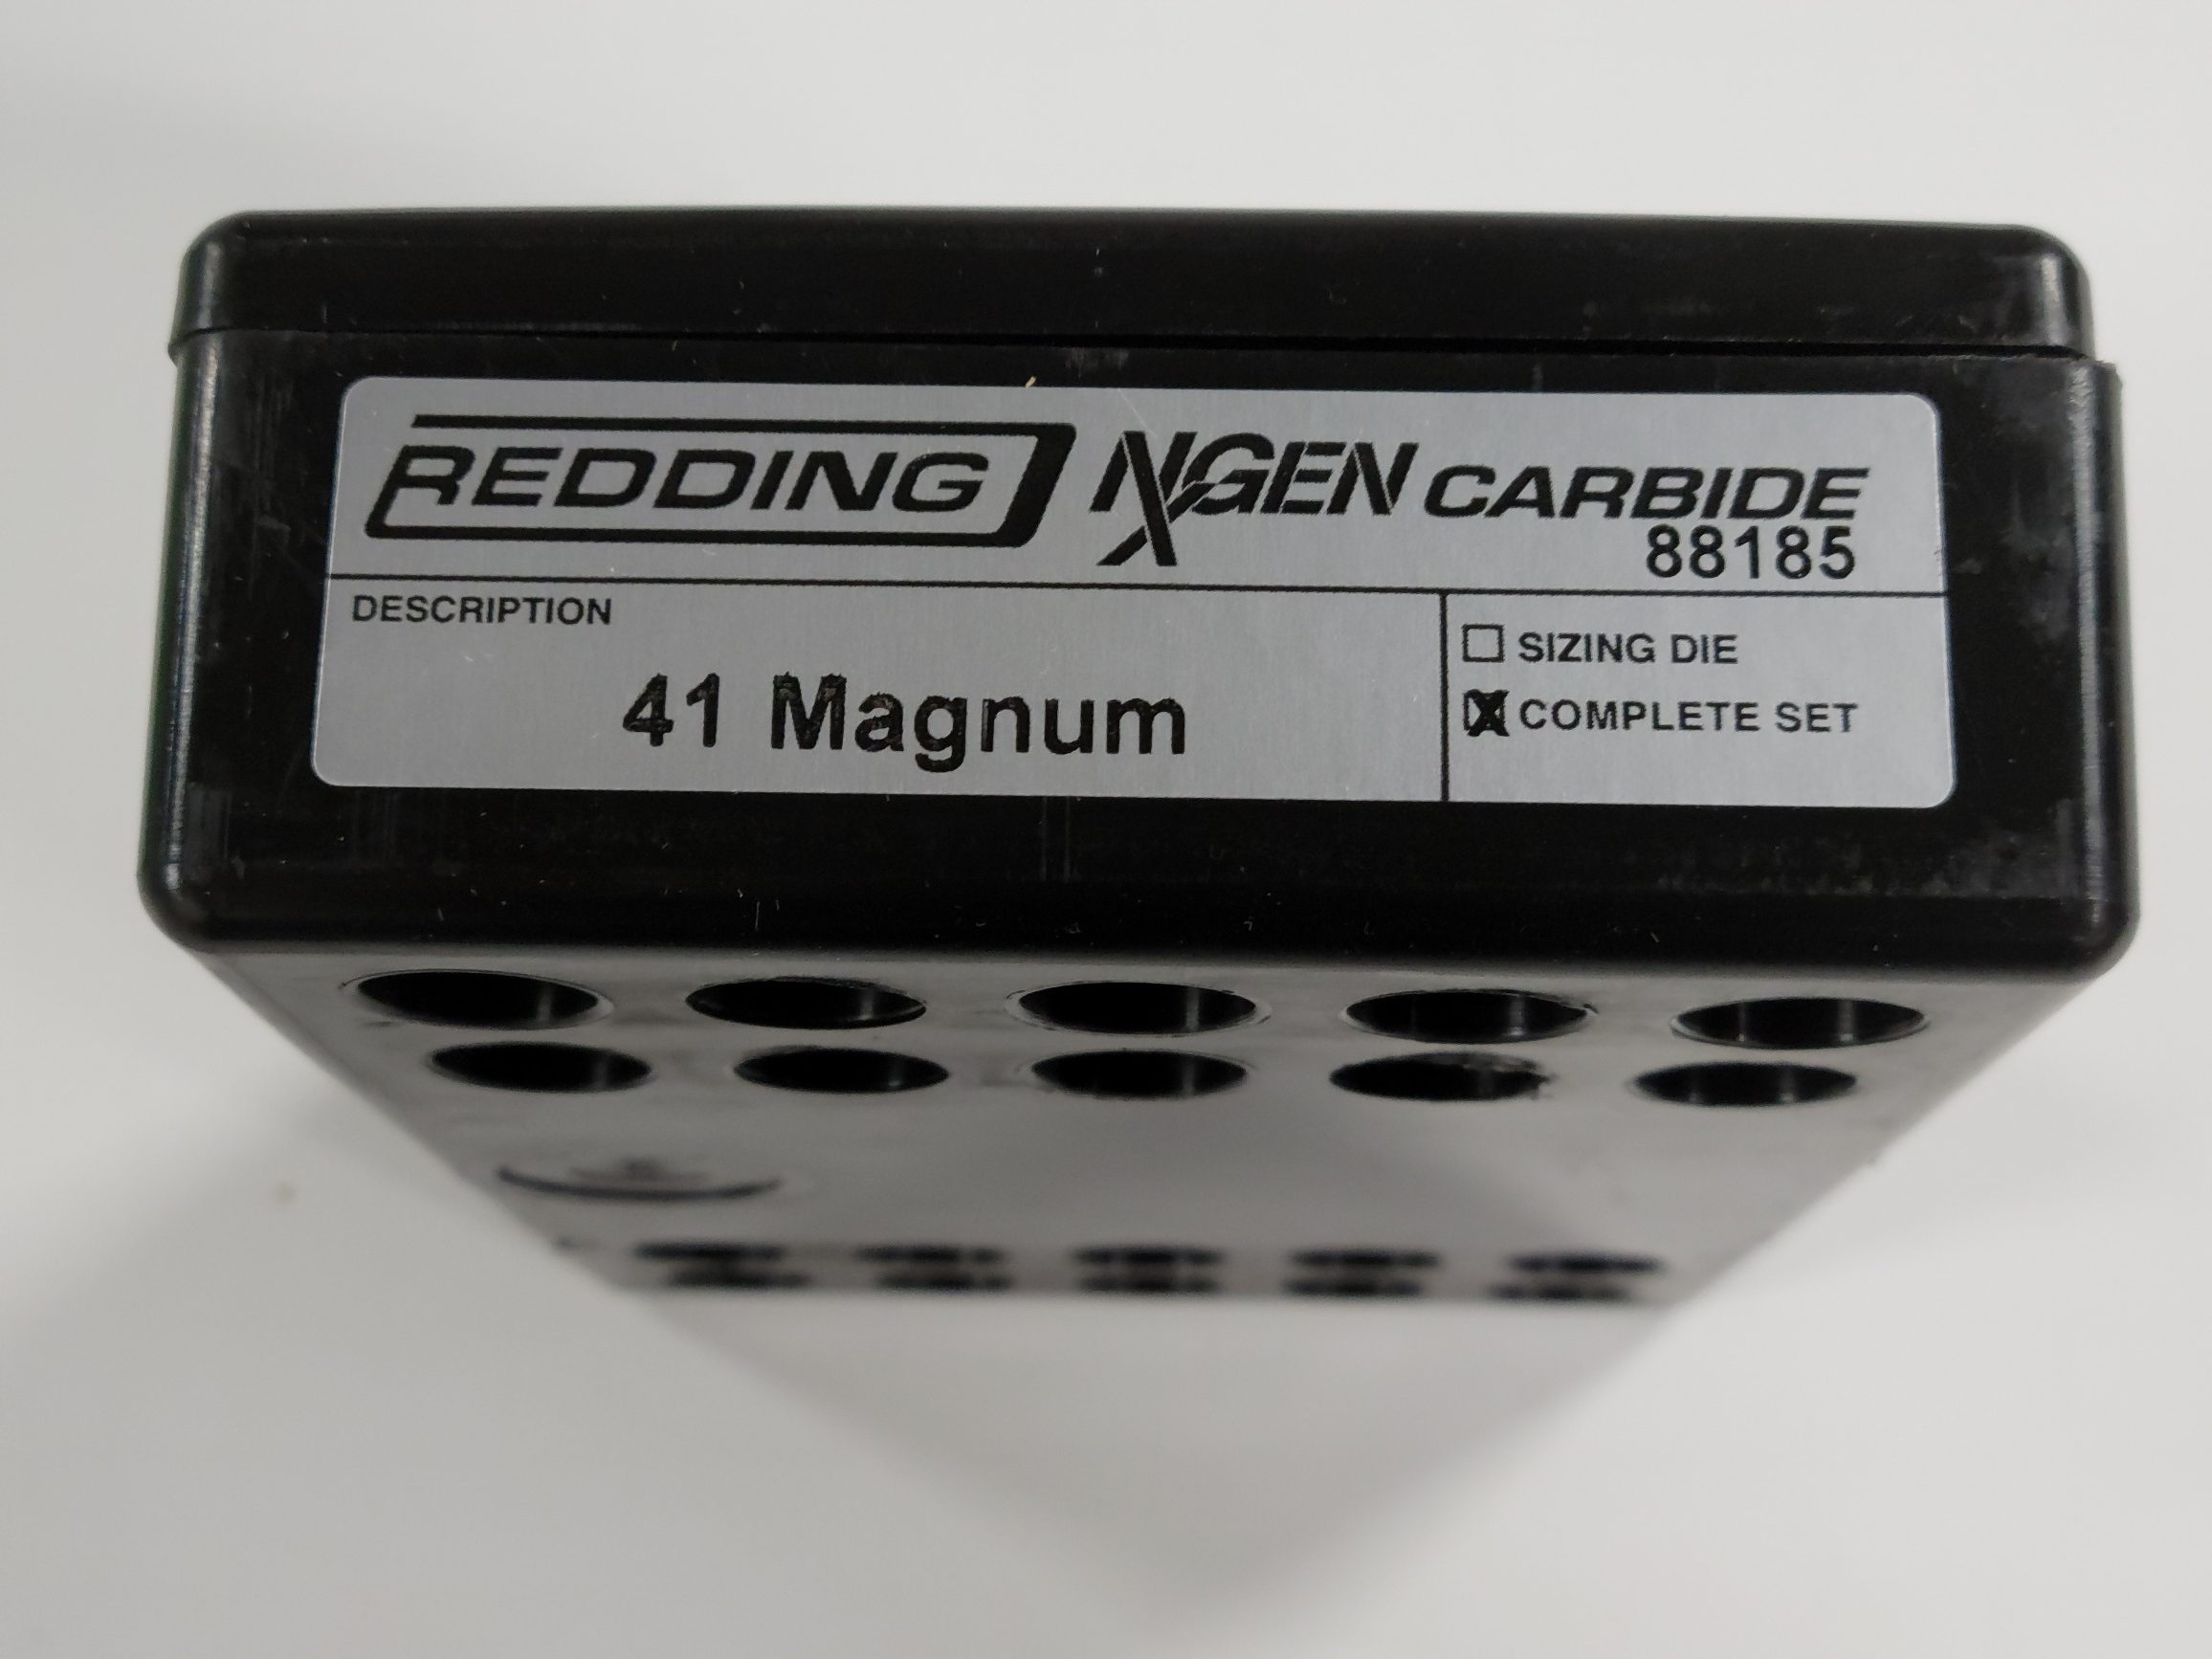 REDDING NXGEN CARBIDE
88185
DESCRIPTION
41 Magnum
☐ SIZING DIE
☒ COMPLETE SET